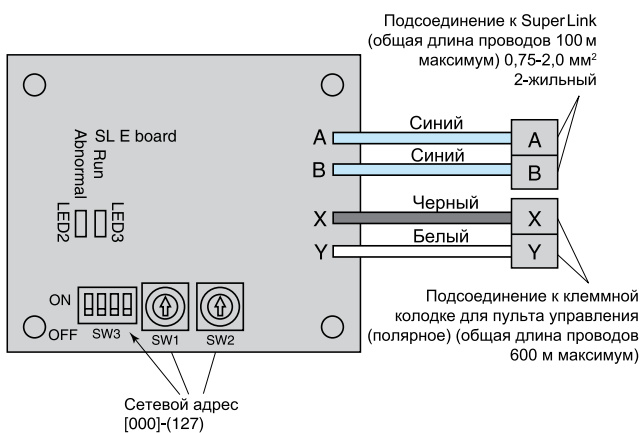 Подсоединение к SuperLink
(общая длина проводов 100 м
максимум) 0,75-2,0 мм²
2-жильный
SL E board
Abnormal
Run
LED2
LED3
A
Синий
A
B
Синий
B
X
Черный
X
Y
Белый
Y
ON
OFF
SW3
SW1
SW2
Подсоединение к клеммной
колодке для пульта управления
(полярное) (общая длина проводов
600 м максимум)
Сетевой адрес
[000]-(127)